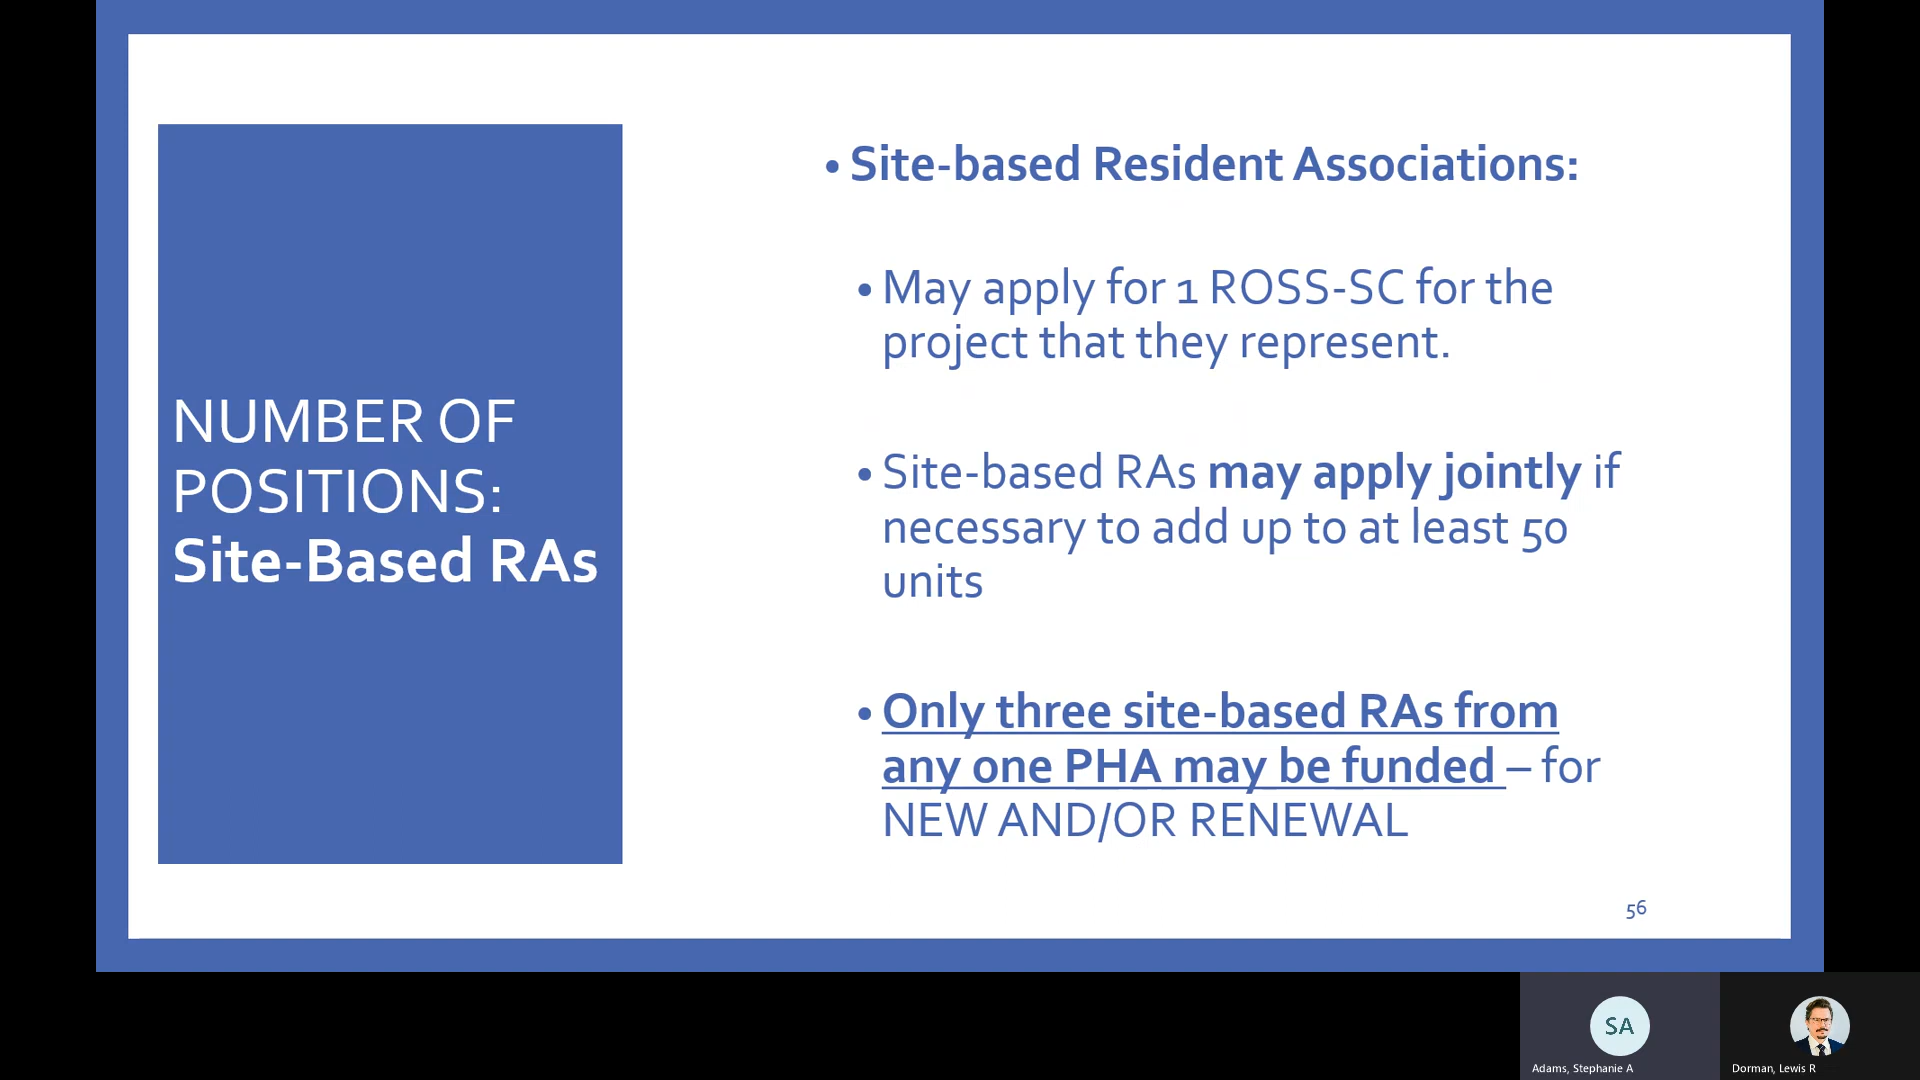 NUMBER OF
POSITIONS:
Site-Based RAs
• Site-based Resident Associations:
• May apply for 1 ROSS-SC for the
project that they represent.
• Site-based RAs may apply jointly if
necessary to add up to at least 50
units
• Only three site-based RAs from
any one PHA may be funded – for
NEW AND/OR RENEWAL
56
SA
Adams, Stephanie A
Dorman, Lewis R